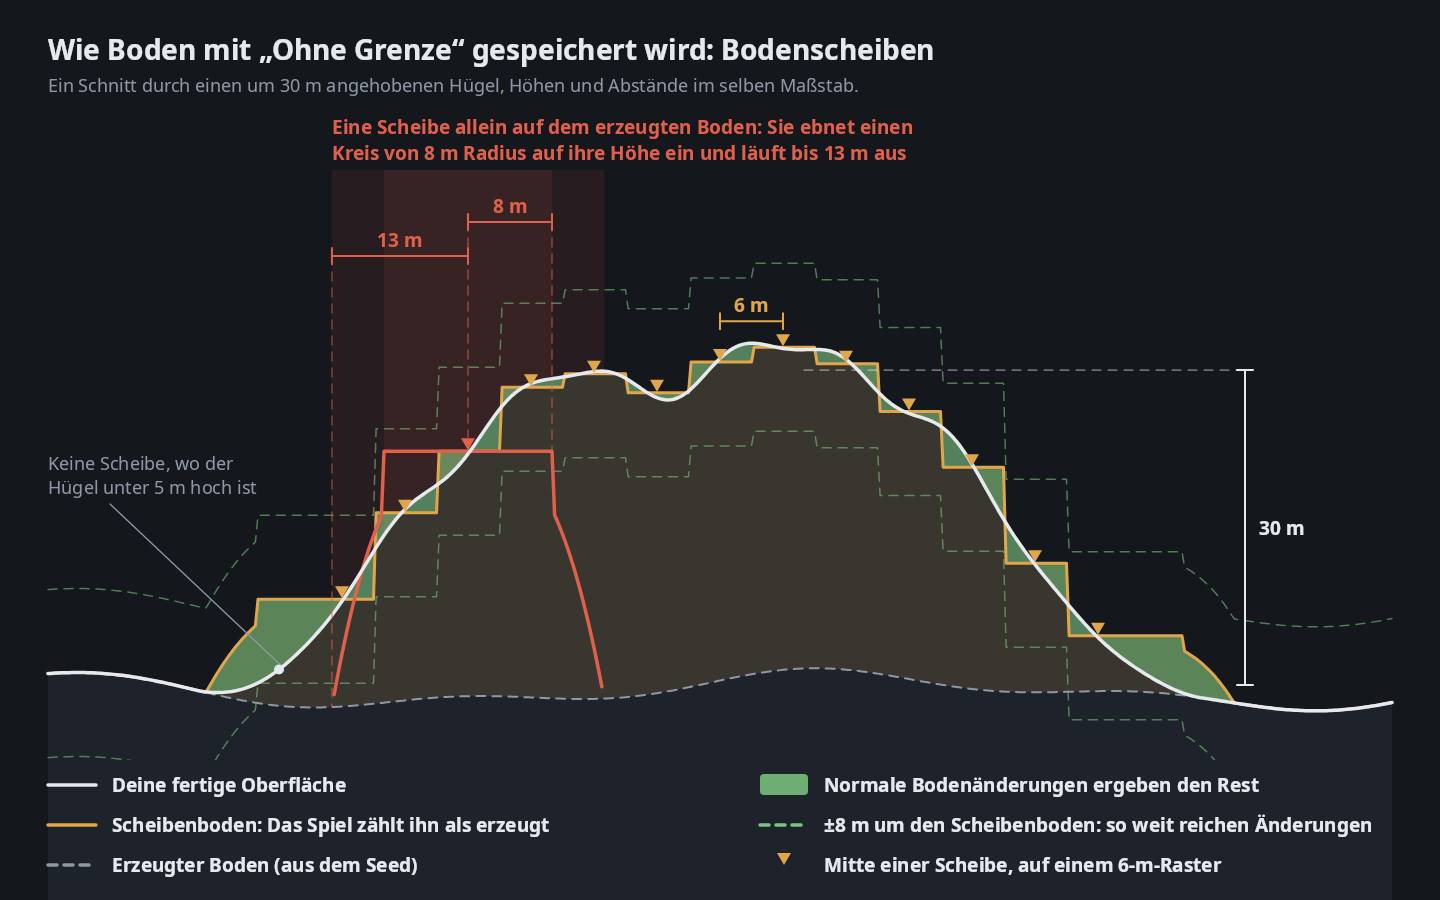 Wie Boden mit „Ohne Grenze“ gespeichert wird: Bodenscheiben
Ein Schnitt durch einen um 30 m angehobenen Hügel, Höhen und Abstände im selben Maßstab.
Eine Scheibe allein auf dem erzeugten Boden: Sie ebnet einen
Kreis von 8 m Radius auf ihre Höhe ein und läuft bis 13 m aus
8 m
13 m
6 m
Keine Scheibe, wo der
Hügel unter 5 m hoch ist
30 m
Deine fertige Oberfläche
Scheibenboden: Das Spiel zählt ihn als erzeugt
Erzeugter Boden (aus dem Seed)
Normale Bodenänderungen ergeben den Rest
±8 m um den Scheibenboden: so weit reichen Änderungen
Mitte einer Scheibe, auf einem 6-m-Raster